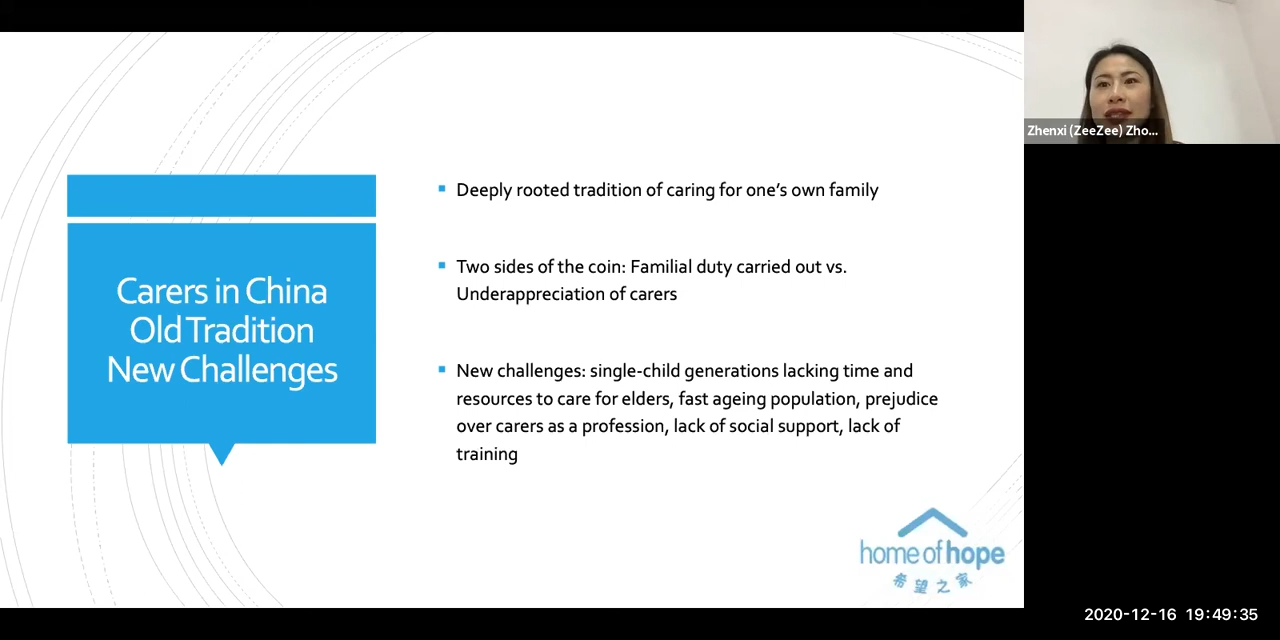 Zhenxi (ZeeZee) Zho...
Carers in China
Old Tradition
New Challenges
Deeply rooted tradition of caring for one’s own family
Two sides of the coin: Familial duty carried out vs.
Underappreciation of carers
New challenges: single-child generations lacking time and
resources to care for elders, fast ageing population, prejudice
over carers as a profession, lack of social support, lack of
training
home of hope
希望之家
2020-12-16 19:49:35